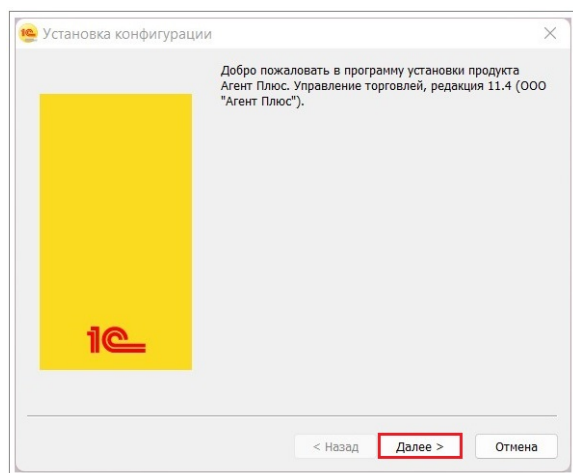 1С Установка конфигурации
Добро пожаловать в программу установки продукта
Агент Плюс. Управление торговлей, редакция 11.4 (ООО
"Агент Плюс").
1С
< Назад Далее > Отмена